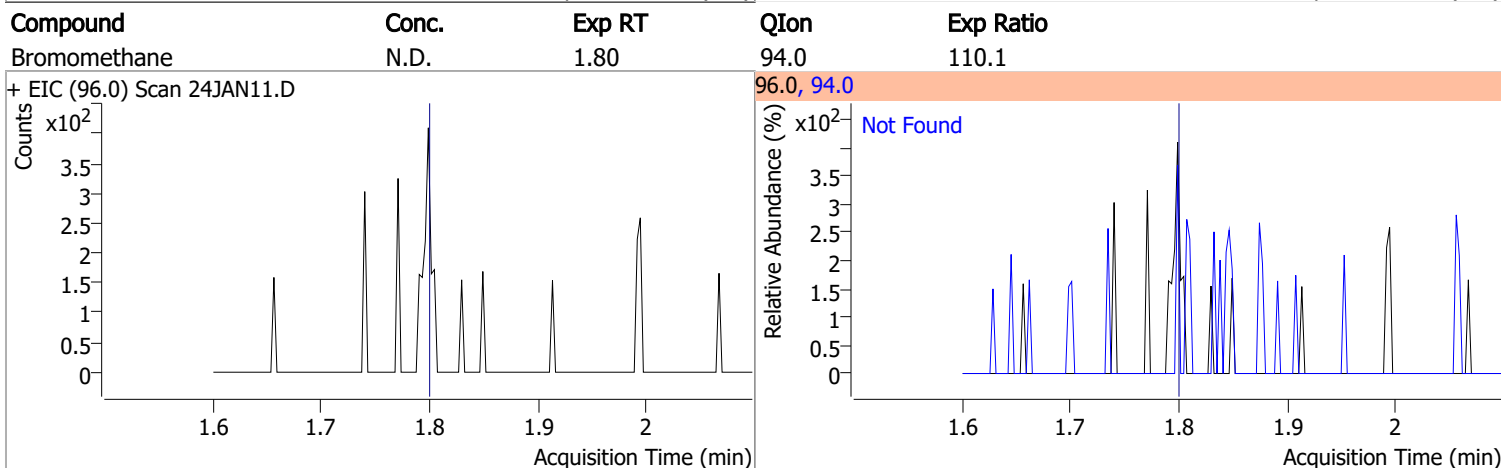 Compound Conc. Exp RT QIon Exp Ratio
Bromomethane N.D. 1.80 94.0 110.1
+ EIC (96.0) Scan 24JAN11.D
Counts
x10²
3.5
3
2.5
2
1.5
1
0.5
0
1.6 1.7 1.8 1.9 2
Acquisition Time (min)
96.0, 94.0
Relative Abundance (%)
x10²
Not Found
3.5
3
2.5
2
1.5
1
0.5
0
1.6 1.7 1.8 1.9 2
Acquisition Time (min)